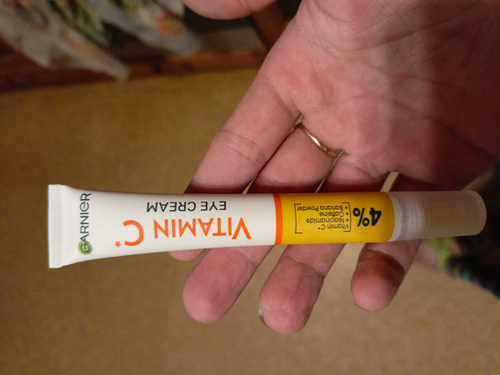 GARNIER
VITAMIN C*
EYE CREAM
4%
[Vitamin C*
+ Niacinamide
+ Caffeine
+ Banana Powder]